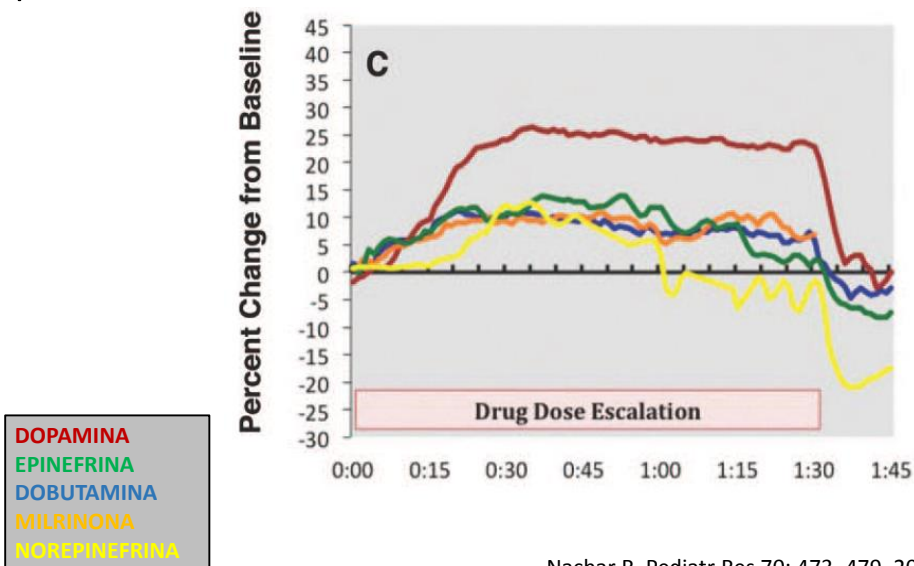 Percent Change from Baseline
45
40
35
30
25
20
15
10
5
0
-5
-10
-15
-20
-25
-30
C
Drug Dose Escalation
0:00 0:15 0:30 0:45 1:00 1:15 1:30 1:45
DOPAMINA
EPINEFRINA
DOBUTAMINA
MILRINONA
NOREPINEFRINA